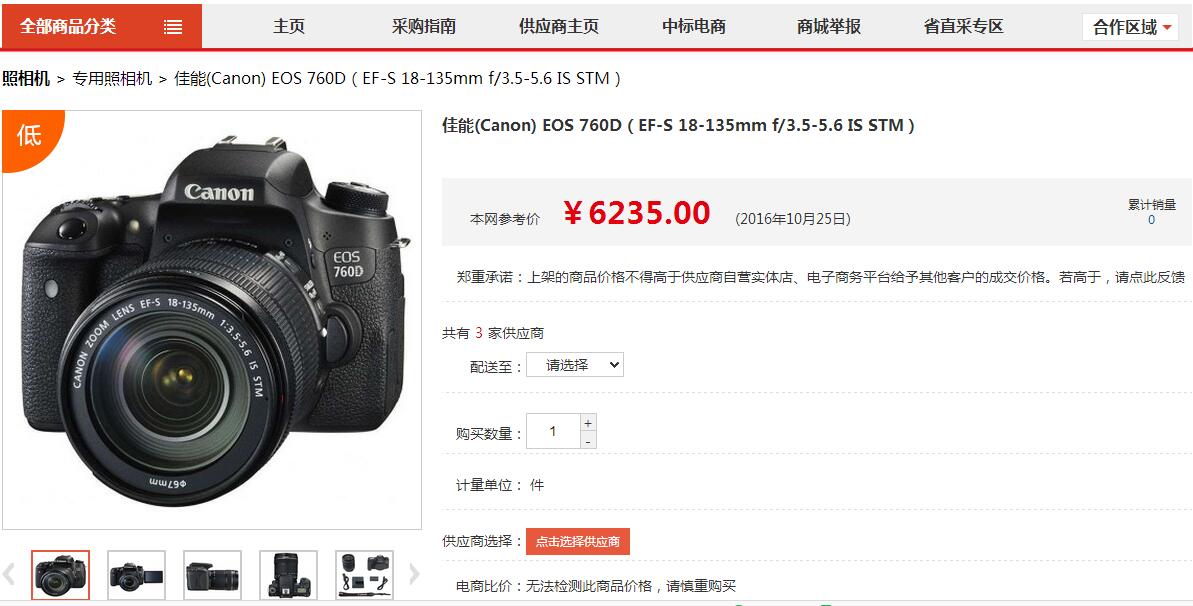 全部商品分类 主页 采购指南 供应商主页 中标电商 商城举报 省直采专区 合作区域
照相机 > 专用照相机 > 佳能(Canon) EOS 760D ( EF-S 18-135mm f/3.5-5.6 IS STM )
低
Canon
EOS
760D
CANON ZOOM LENS EF-S 18-135mm 1:3.5-5.6 IS STM
Φ67mm
佳能(Canon) EOS 760D ( EF-S 18-135mm f/3.5-5.6 IS STM )
本网参考价 ¥6235.00 (2016年10月25日)
累计销量
0
郑重承诺：上架的商品价格不得高于供应商自营实体店、电子商务平台给予其他客户的成交价格。若高于，请点此反馈
共有 3 家供应商
配送至： 请选择
购买数量： 1 + -
计量单位： 件
供应商选择： 点击选择供应商
电商比价：无法检测此商品价格，请慎重购买